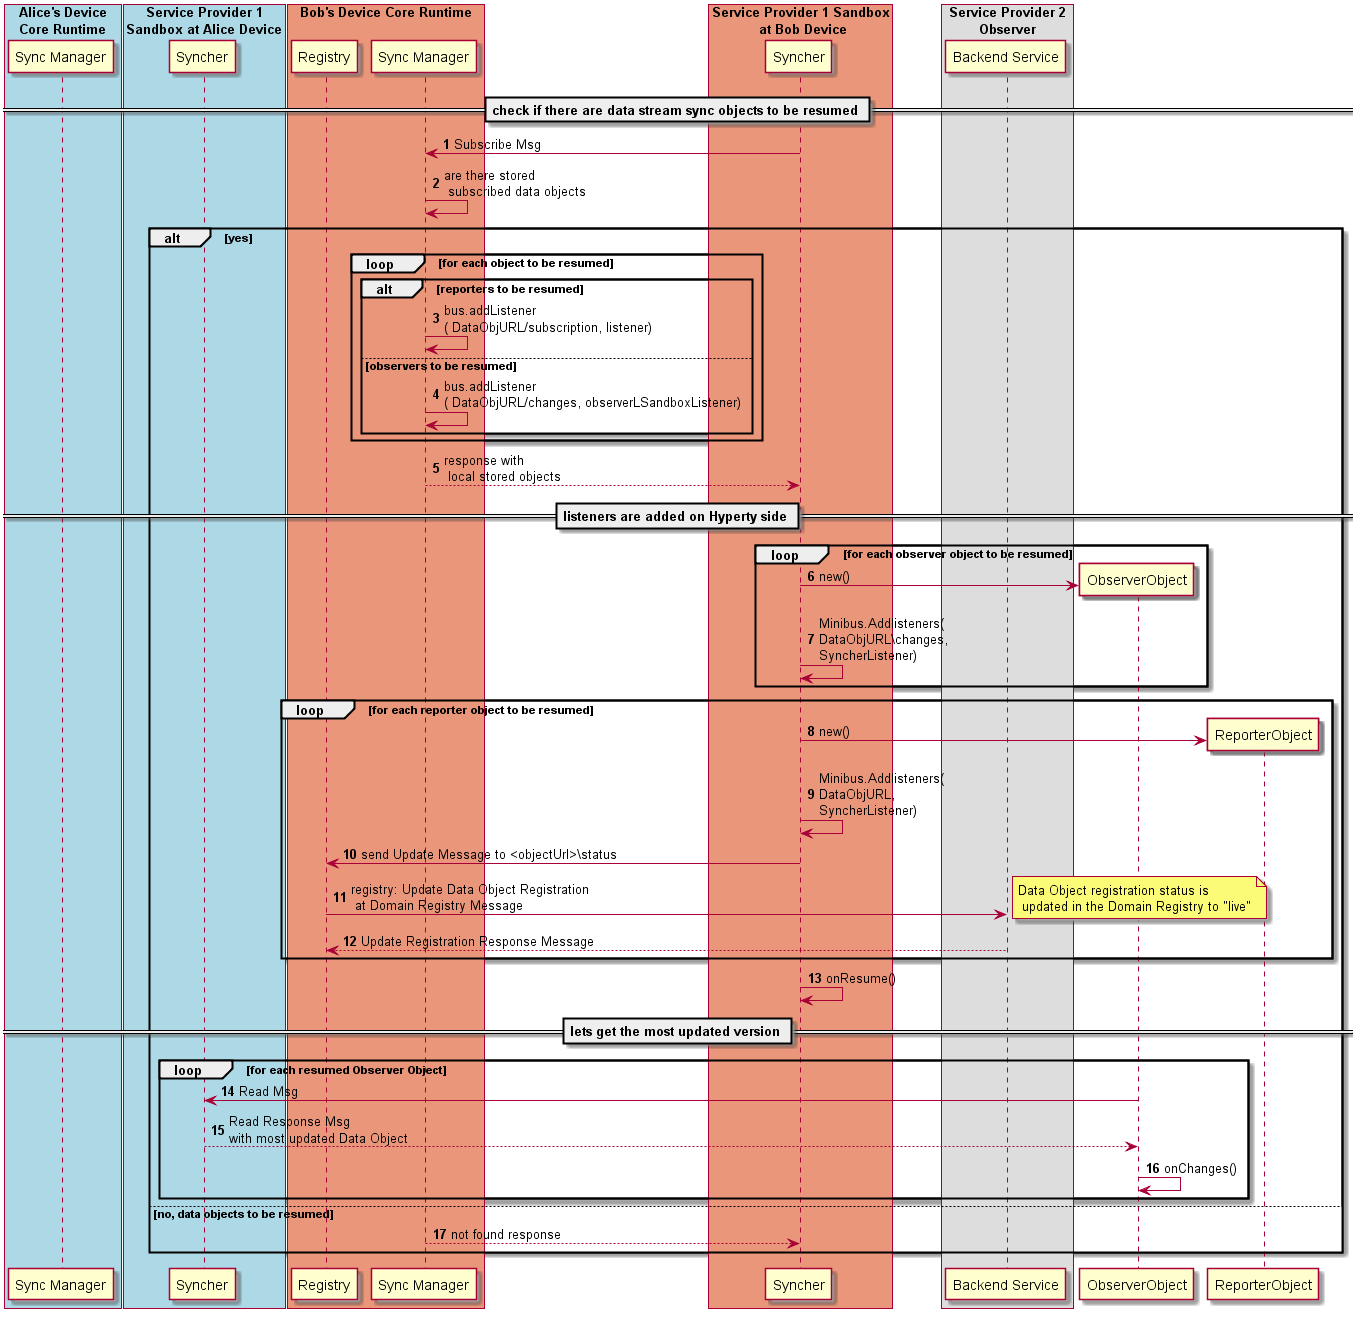 Alice's Device
Core Runtime
Service Provider 1
Sandbox at Alice Device
Bob's Device Core Runtime
Service Provider 1 Sandbox
at Bob Device
Service Provider 2
Observer
Sync Manager
Syncher
Registry
Sync Manager
Syncher
Backend Service
check if there are data stream sync objects to be resumed
1 Subscribe Msg
2 are there stored
subscribed data objects
alt [yes]
loop [for each object to be resumed]
alt [reporters to be resumed]
3 bus.addListener
( DataObjURL/subscription, listener)
[observers to be resumed]
4 bus.addListener
( DataObjURL/changes, observerLSandboxListener)
5 response with
local stored objects
listeners are added on Hyperty side
loop [for each observer object to be resumed]
6 new()
ObserverObject
7 Minibus.Addlisteners(
DataObjURL\changes,
SyncherListener)
loop [for each reporter object to be resumed]
8 new()
ReporterObject
9 Minibus.Addlisteners(
DataObjURL,
SyncherListener)
10 send Update Message to <objectUrl>\status
11 registry: Update Data Object Registration
at Domain Registry Message
Data Object registration status is
updated in the Domain Registry to "live"
12 Update Registration Response Message
13 onResume()
lets get the most updated version
loop [for each resumed Observer Object]
14 Read Msg
15 Read Response Msg
with most updated Data Object
16 onChanges()
[no, data objects to be resumed]
17 not found response
Sync Manager
Syncher
Registry
Sync Manager
Syncher
Backend Service
ObserverObject
ReporterObject